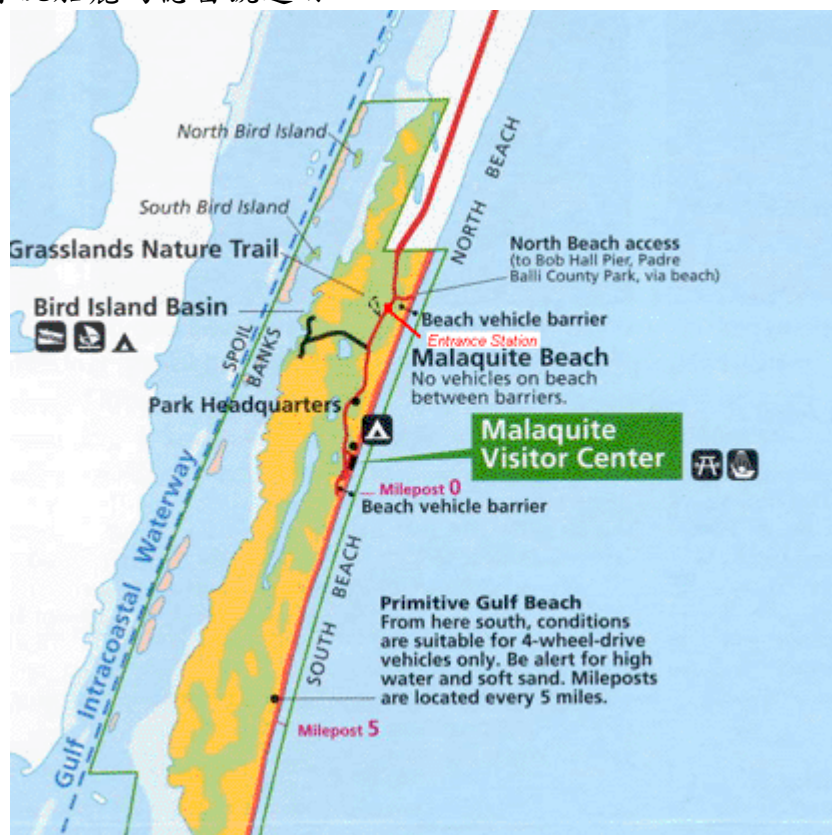 North Bird Island
NORTH BEACH
South Bird Island
Grasslands Nature Trail
North Beach access
(to Bob Hall Pier, Padre
Balli County Park, via beach)
Bird Island Basin
Beach vehicle barrier
Entrance Station
SPOIL
BANKS
Malaquite Beach
No vehicles on beach
between barriers.
Park Headquarters
Malaquite
Visitor Center
Milepost 0
Beach vehicle barrier
Gulf Intracoastal Waterway
SOUTH BEACH
Primitive Gulf Beach
From here south, conditions
are suitable for 4-wheel-drive
vehicles only. Be alert for high
water and soft sand. Mileposts
are located every 5 miles.
Milepost 5